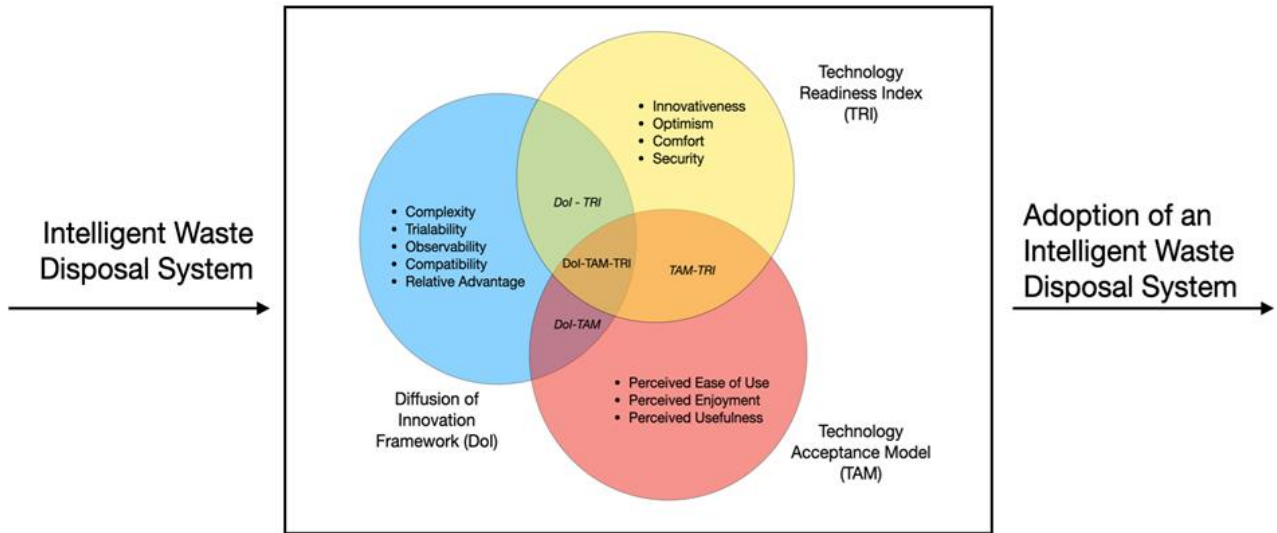 Intelligent Waste
Disposal System
Technology
Readiness Index
(TRI)
• Innovativeness
• Optimism
• Comfort
• Security
DoI - TRI
• Complexity
• Trialability
• Observability
• Compatibility
• Relative Advantage
DoI-TAM-TRI
TAM-TRI
DoI-TAM
• Perceived Ease of Use
• Perceived Enjoyment
• Perceived Usefulness
Diffusion of
Innovation
Framework (DoI)
Technology
Acceptance Model
(TAM)
Adoption of an
Intelligent Waste
Disposal System